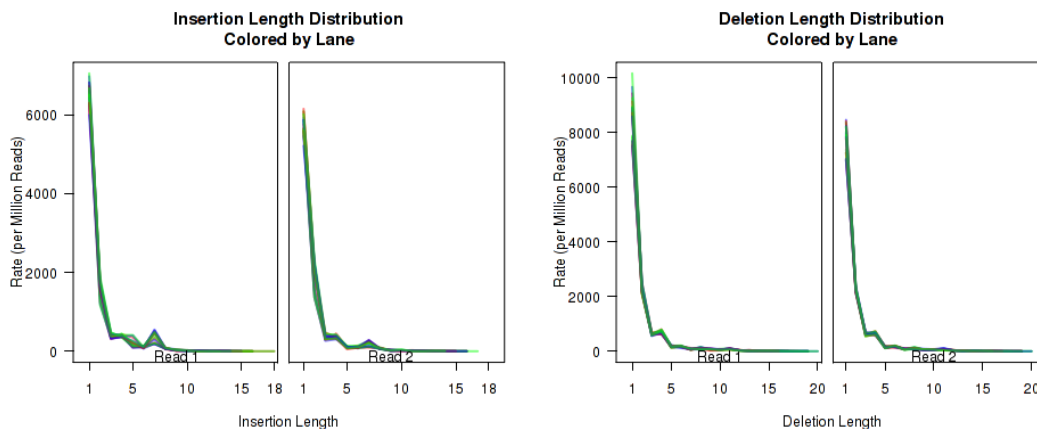 Insertion Length Distribution
Colored by Lane
Rate (per Million Reads)
6000
4000
2000
0
Read 1
Read 2
1 5 10 15 18 1 5 10 15 18
Insertion Length
Deletion Length Distribution
Colored by Lane
Rate (per Million Reads)
10000
8000
6000
4000
2000
0
Read 1
Read 2
1 5 10 15 20 1 5 10 15 20
Deletion Length